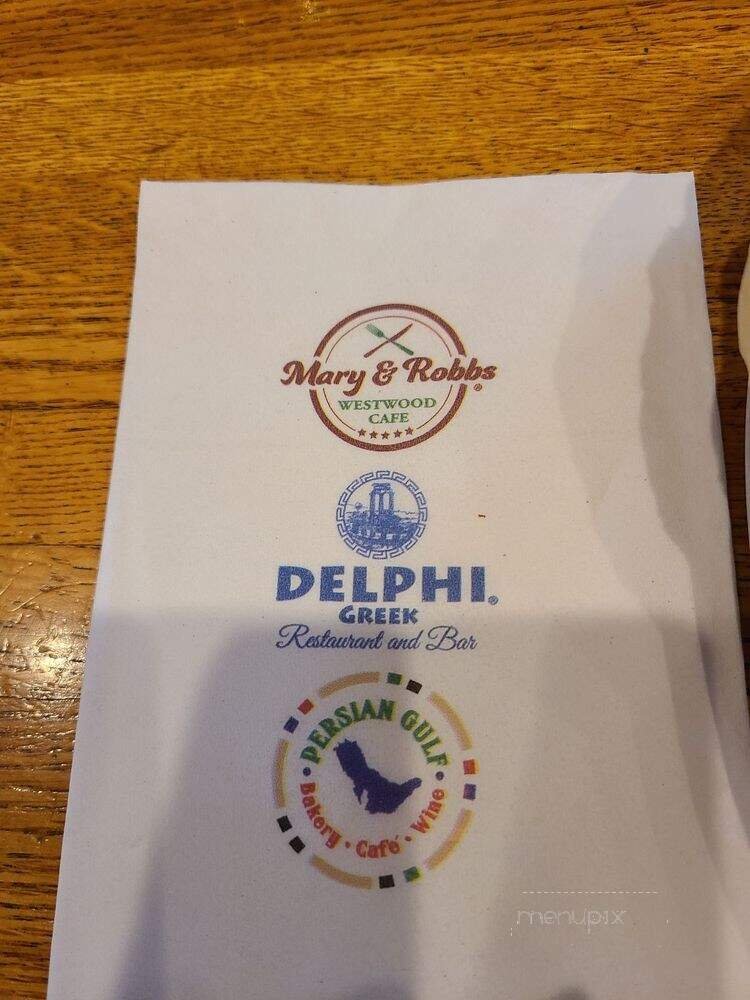 Mary & Robbs®
WESTWOOD
CAFE
DELPHI®
GREEK
Restaurant and Bar
PERSIAN GULF
Bakery • Café • Wine
menupix